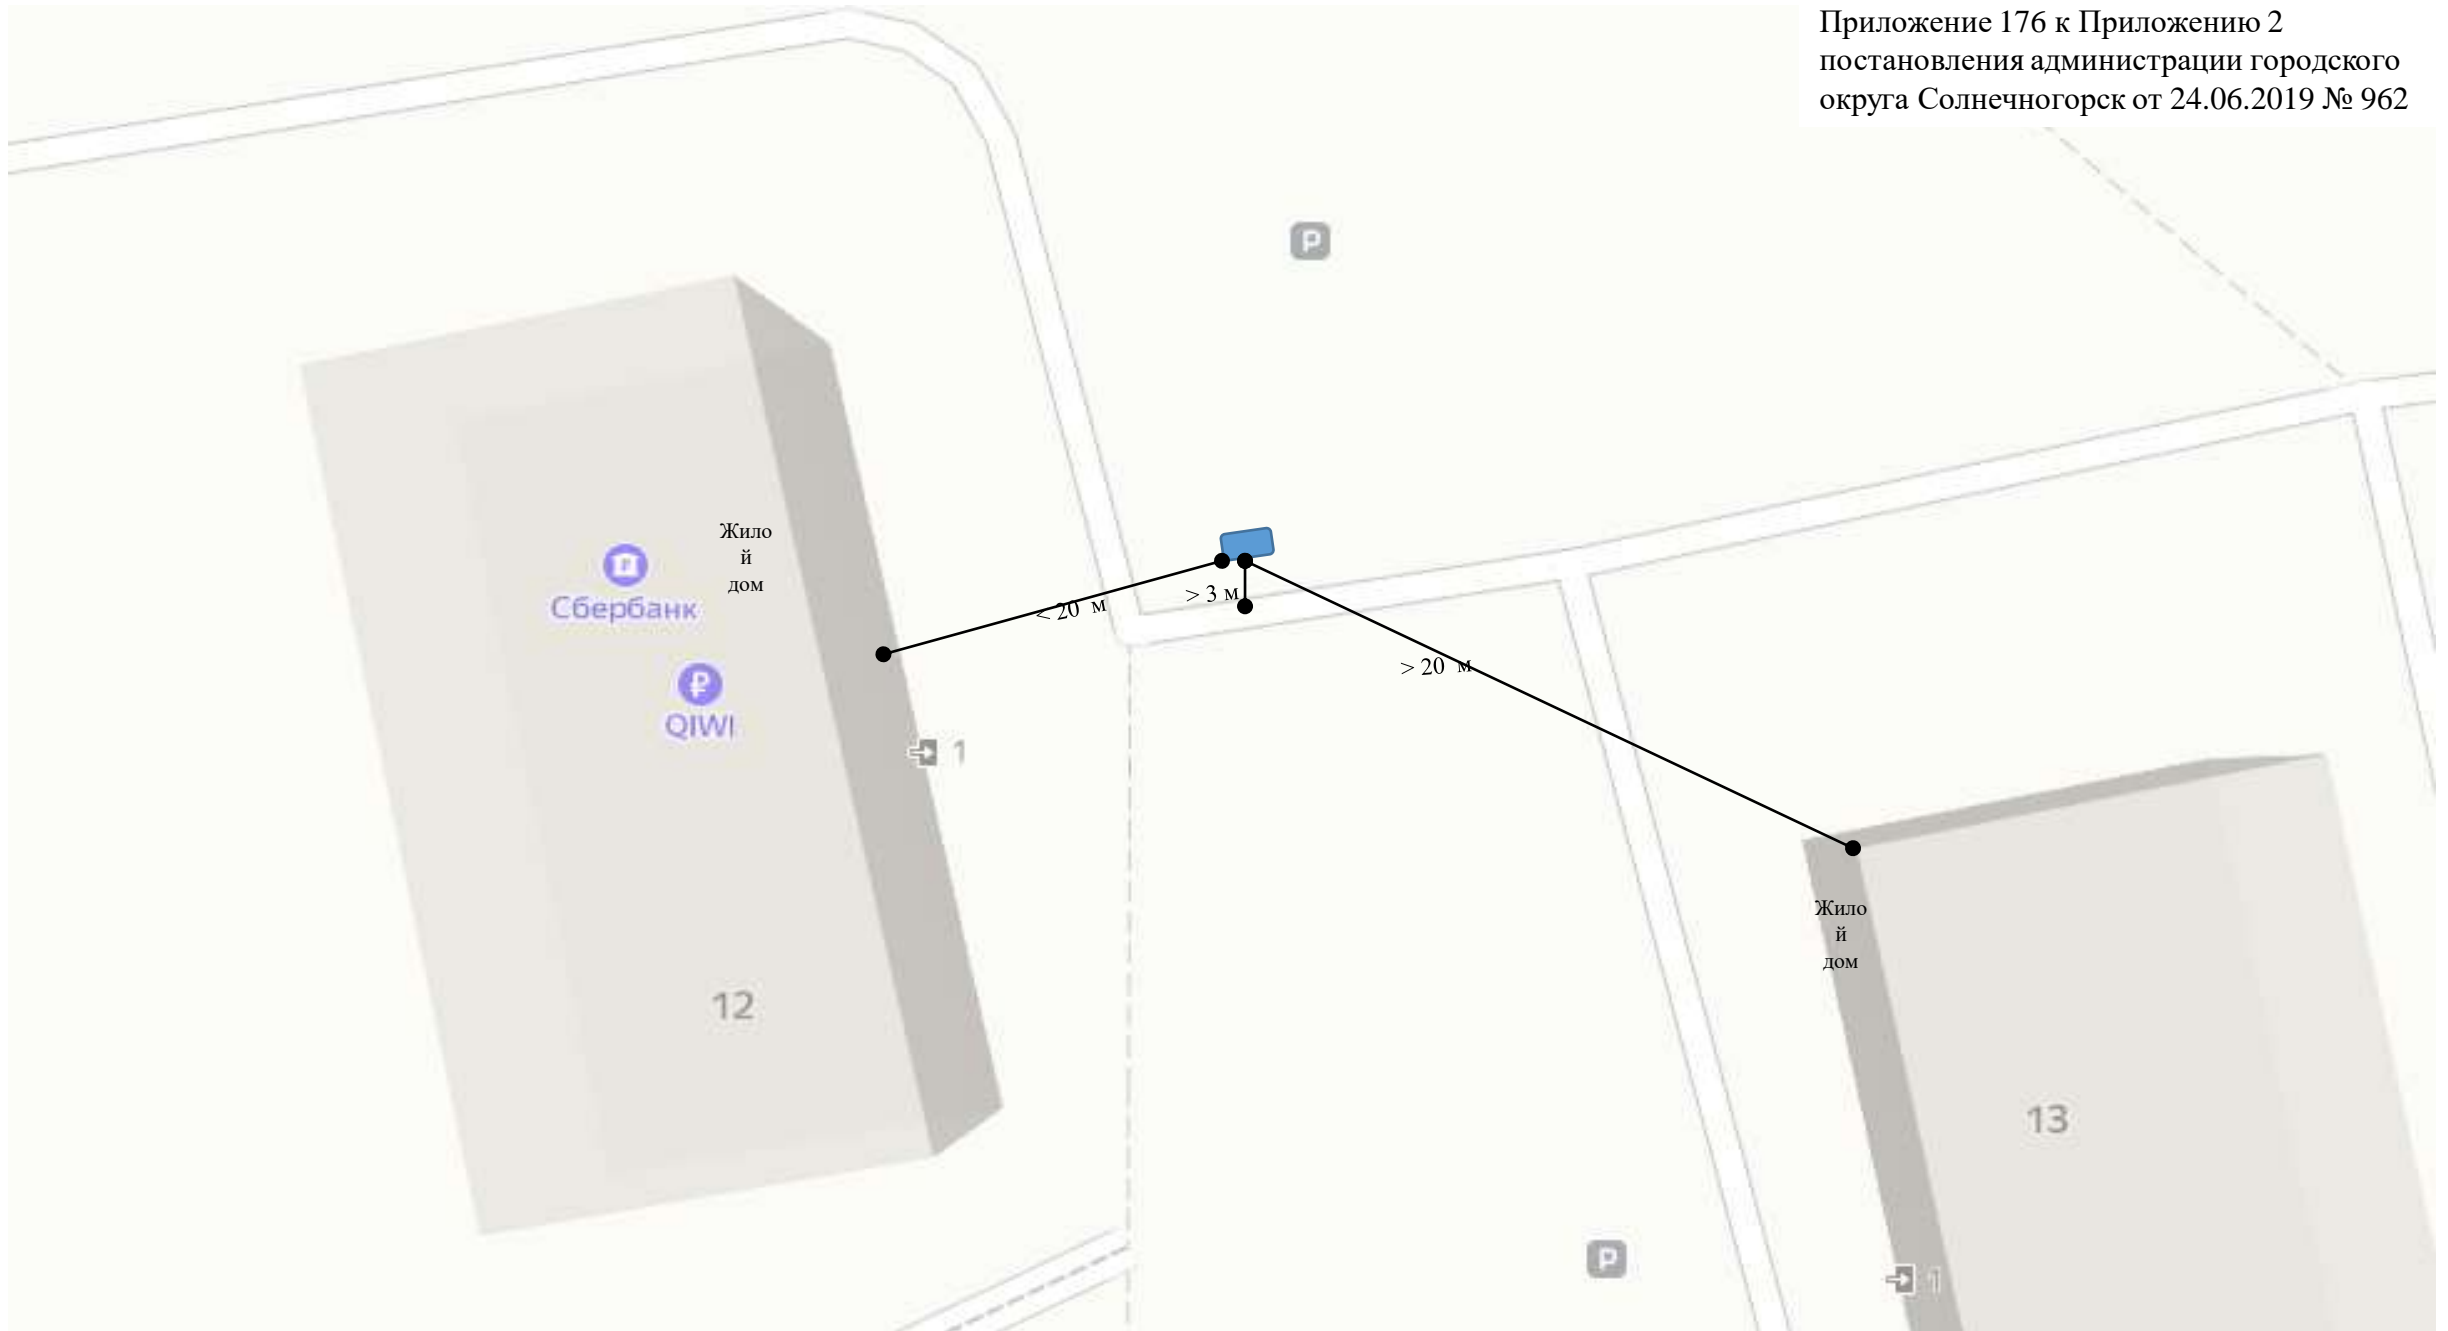 Приложение 176 к Приложению 2
постановления администрации городского
округа Солнечногорск от 24.06.2019 № 962
P
Жило
й
дом
Сбербанк
< 20 м
> 3 м
> 20 м
₽
QIWI
1
Жило
й
дом
12
13
P
1